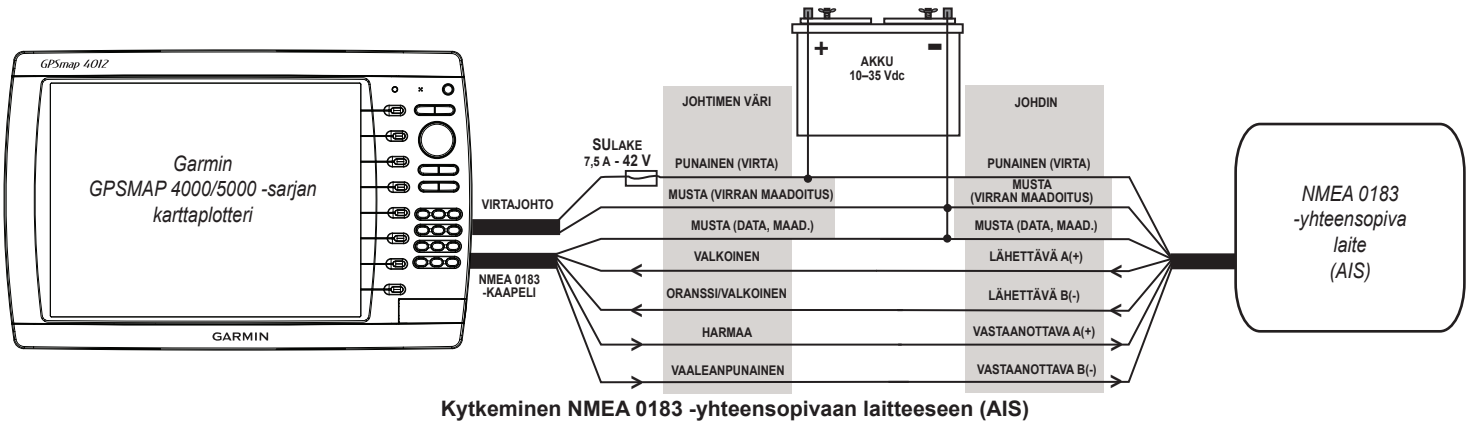 GPSmap 4012
Garmin
GPSMAP 4000/5000 -sarjan
karttaplotteri
GARMIN
VIRTAJOHTO
NMEA 0183
-KAAPELI
SULAKE
7,5 A - 42 V
AKKU
10–35 Vdc
JOHTIMEN VÄRI
PUNAINEN (VIRTA)
MUSTA (VIRRAN MAADOITUS)
MUSTA (DATA, MAAD.)
VALKOINEN
ORANSSI/VALKOINEN
HARMAA
VAALEANPUNAINEN
JOHDIN
PUNAINEN (VIRTA)
MUSTA
(VIRRAN MAADOITUS)
MUSTA (DATA, MAAD.)
LÄHETTÄVÄ A(+)
LÄHETTÄVÄ B(-)
VASTAANOTTAVA A(+)
VASTAANOTTAVA B(-)
NMEA 0183
-yhteensopiva
laite
(AIS)
Kytkeminen NMEA 0183 -yhteensopivaan laitteeseen (AIS)